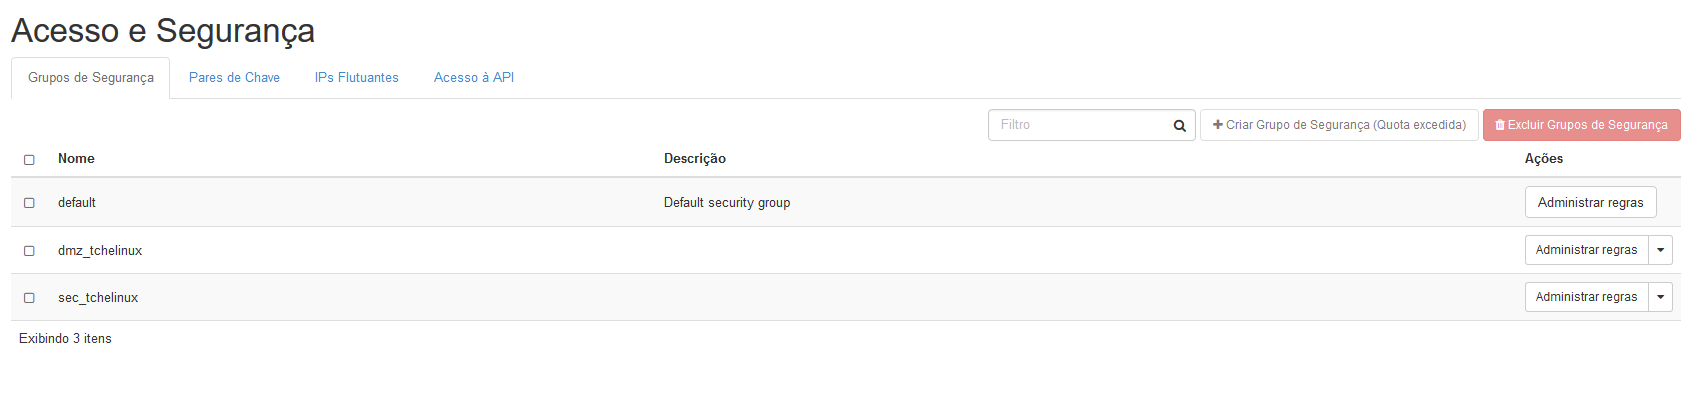 Acesso e Segurança
Grupos de Segurança Pares de Chave IPs Flutuantes Acesso à API
Filtro Criar Grupo de Segurança (Quota excedida) Excluir Grupos de Segurança
Nome Descrição Ações
default Default security group Administrar regras
dmz_tchelinux Administrar regras
sec_tchelinux Administrar regras
Exibindo 3 itens